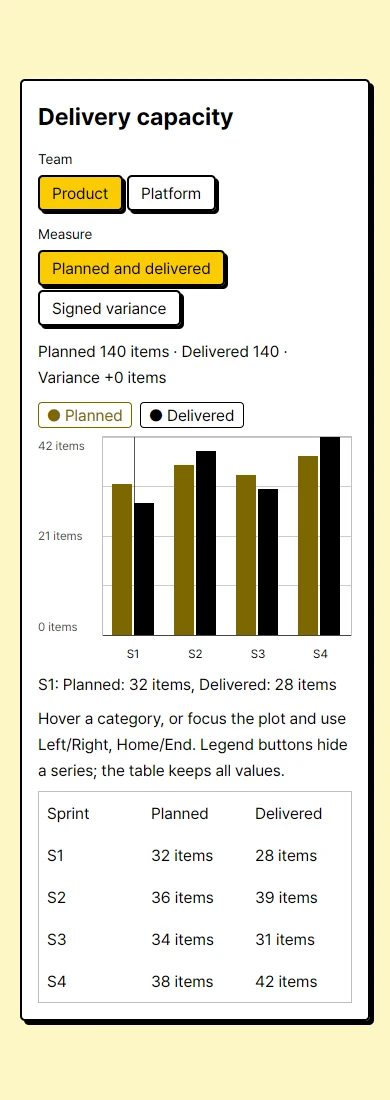 Delivery capacity
Team
Product Platform
Measure
Planned and delivered
Signed variance
Planned 140 items · Delivered 140 ·
Variance +0 items
Planned Delivered
42 items
21 items
0 items
S1 S2 S3 S4
S1: Planned: 32 items, Delivered: 28 items
Hover a category, or focus the plot and use
Left/Right, Home/End. Legend buttons hide
a series; the table keeps all values.
Sprint Planned Delivered
S1 32 items 28 items
S2 36 items 39 items
S3 34 items 31 items
S4 38 items 42 items